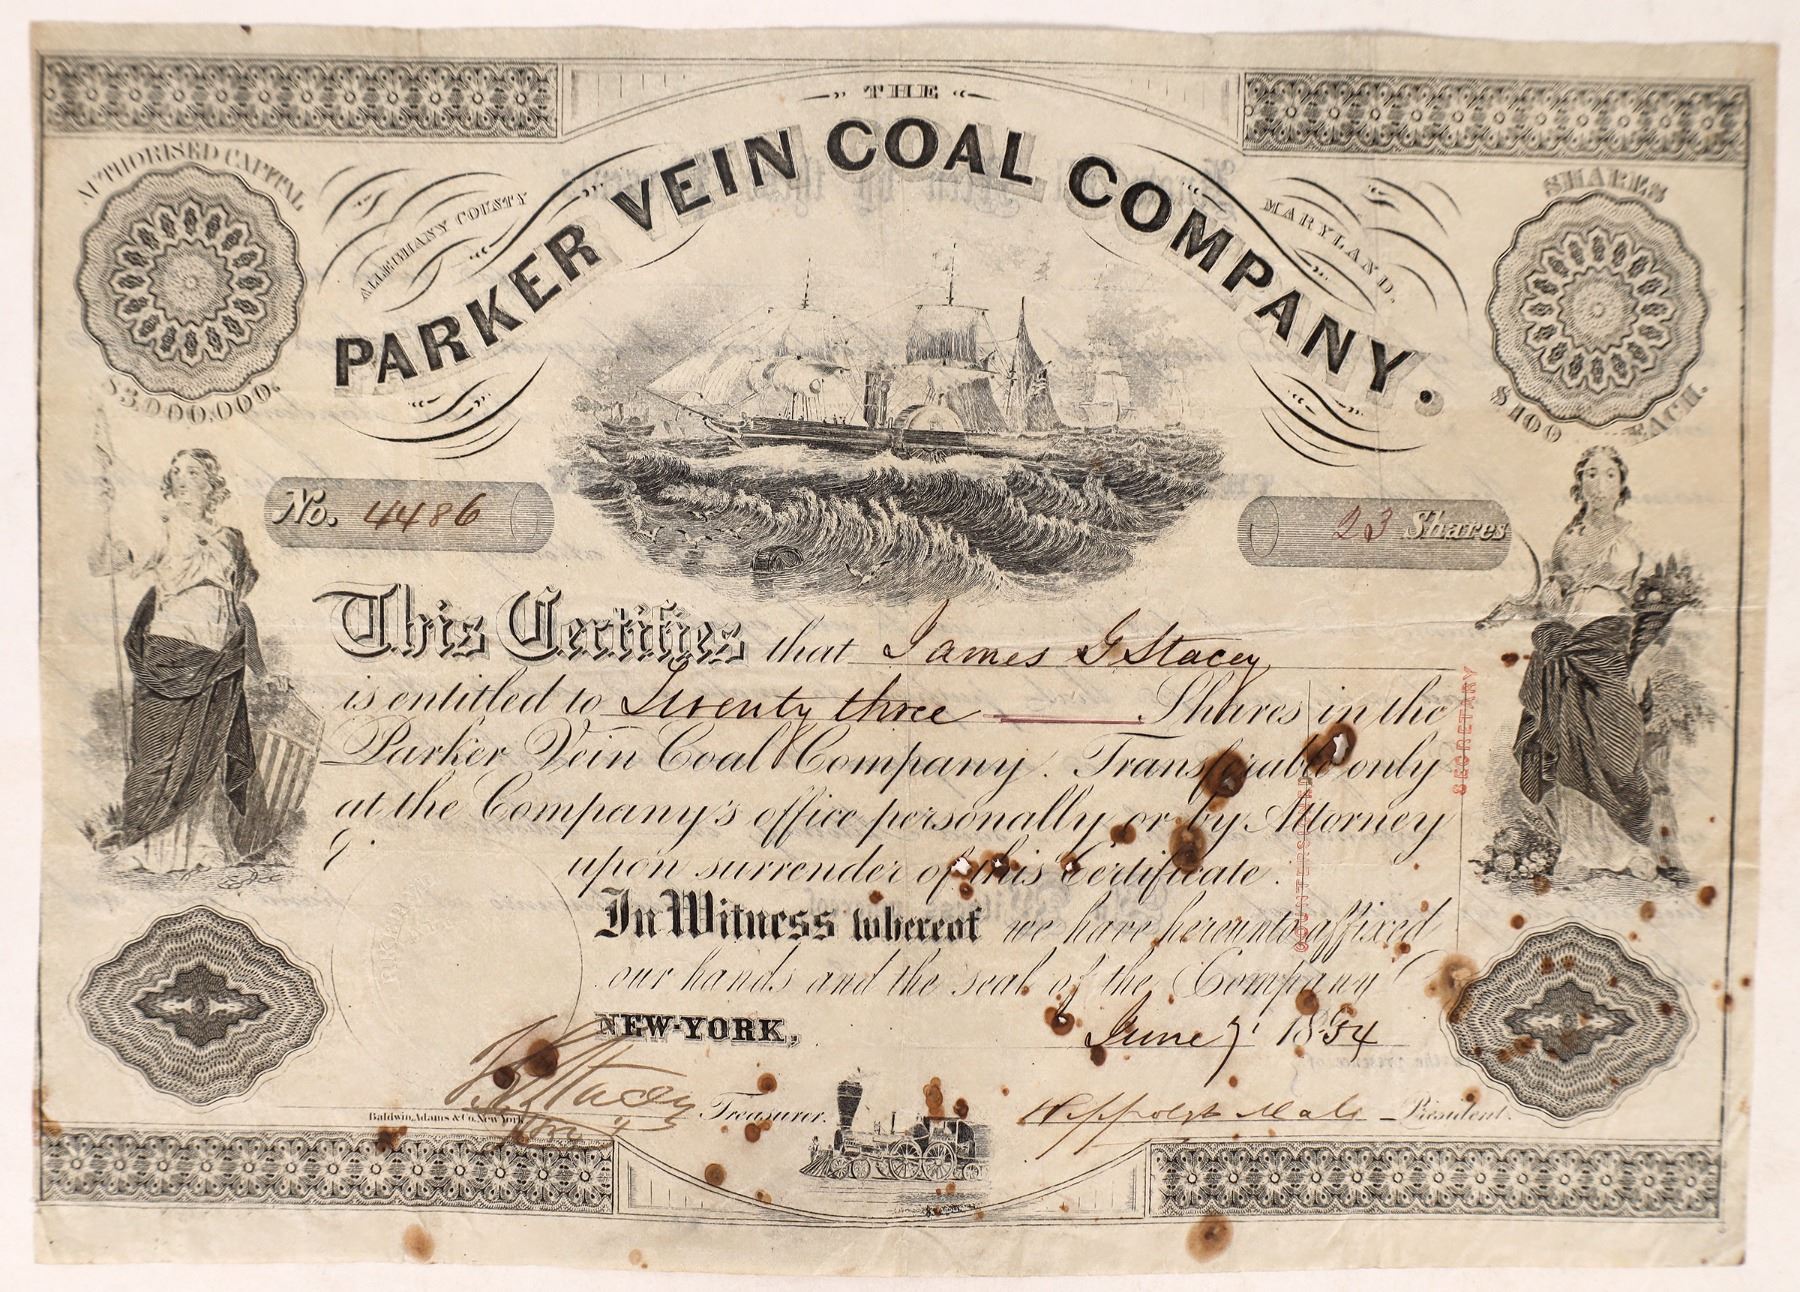 THE
PARKER VEIN COAL COMPANY.
ALLEGHANY COUNTY
MARYLAND.
AUTHORISED CAPITAL
$3,000,000.
SHARES
$100 EACH.
No. 4486
23 Shares
This Certifies that James G Stacey
is entitled to Twenty three Shares in the
Parker Vein Coal Company. Transferable only
at the Company's office personally or by Attorney
upon surrender of this Certificate.
In Witness whereof we have hereunto affixed
our hands and the seal of the Company
NEW-YORK, June 7 1854
Treasurer.
President.
Baldwin, Adams & Co. New York
COUNTERSIGNED
SECRETARY